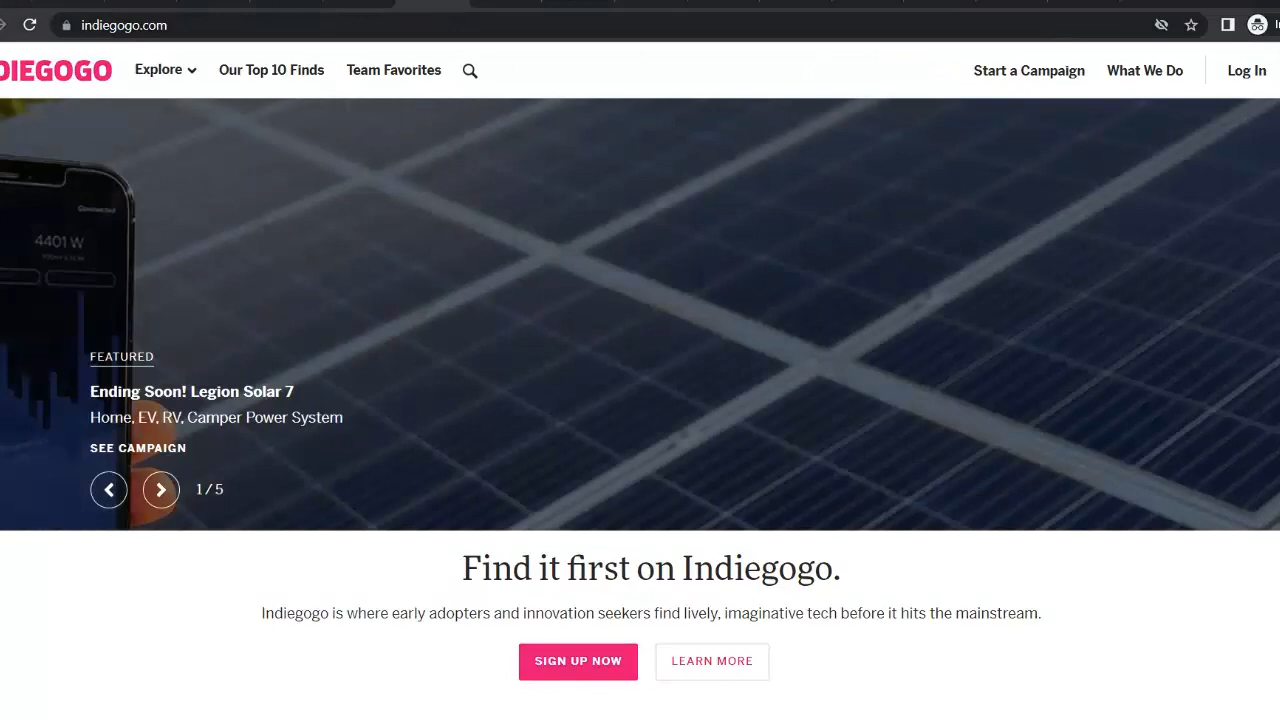 indiegogo.com
DIEGOGO
Explore
Our Top 10 Finds
Team Favorites
Start a Campaign
What We Do
Log In
Connected
4401 W
FEATURED
Ending Soon! Legion Solar 7
Home, EV, RV, Camper Power System
SEE CAMPAIGN
1 / 5
Find it first on Indiegogo.
Indiegogo is where early adopters and innovation seekers find lively, imaginative tech before it hits the mainstream.
SIGN UP NOW
LEARN MORE